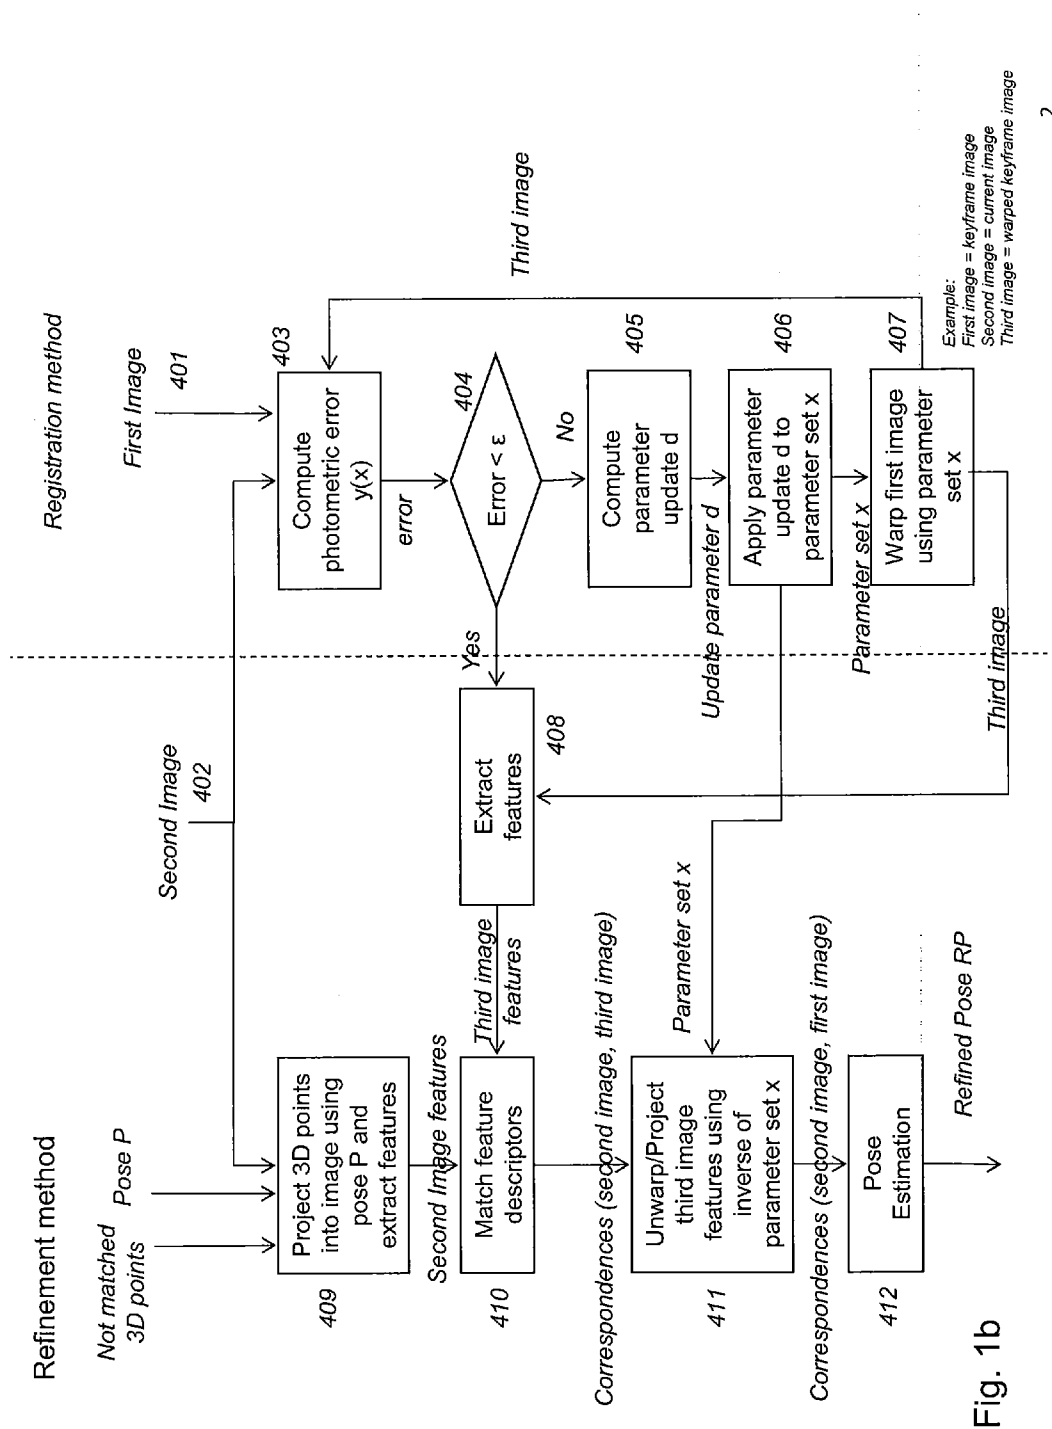 Refinement method
Registration method
Not matched
3D points
Pose P
Second Image
402
First Image
401
403
Compute
photometric error
y(x)
error
404
Error < ε
Yes
No
405
Compute
parameter
update d
Update parameter d
406
Apply parameter
update d to
parameter set x
Parameter set x
407
Warp first image
using parameter
set x
Third image
Third image
408
Extract
features
Third image
features
409
Project 3D points
into image using
pose P and
extract features
Second Image features
410
Match feature
descriptors
Correspondences (second image, third image)
Parameter set x
411
Unwarp/Project
third image
features using
inverse of
parameter set x
Correspondences (second image, first image)
412
Pose
Estimation
Refined Pose RP
Example:
First image = keyframe image
Second image = current image
Third image = warped keyframe image
Fig. 1b